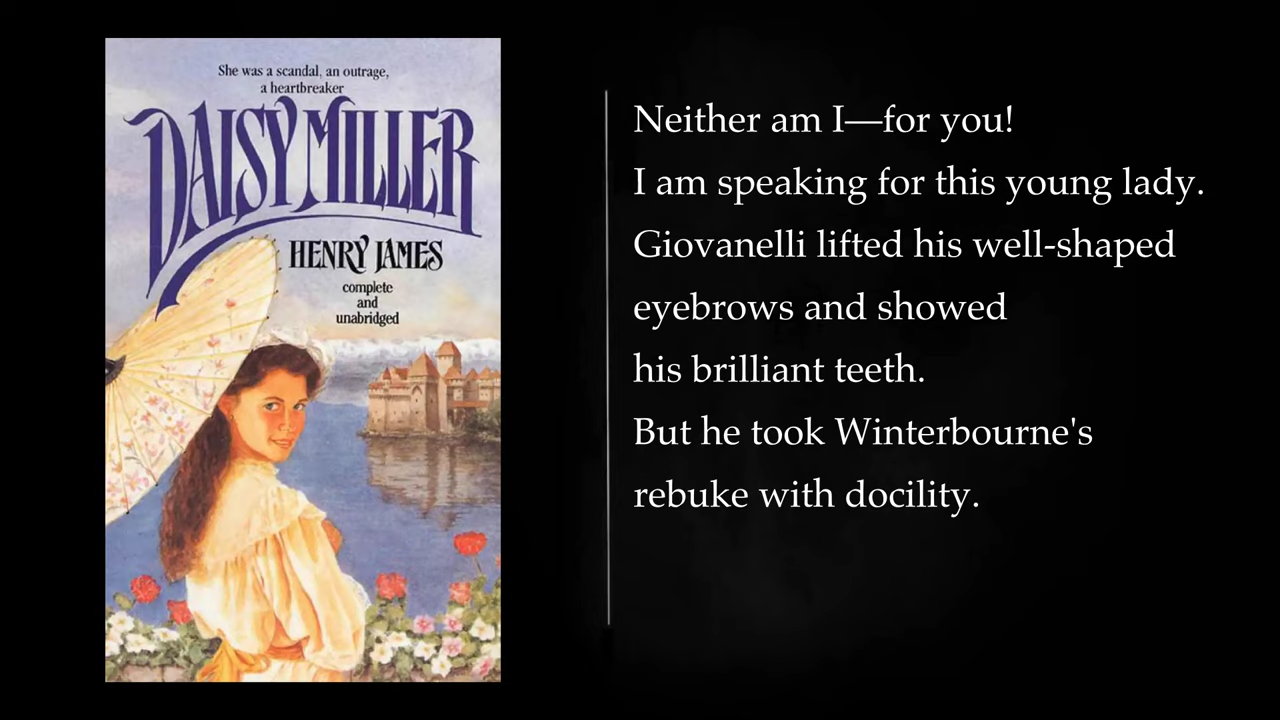 She was a scandal, an outrage,
a heartbreaker
DAISY MILLER
HENRY JAMES
complete
and
unabridged
Neither am I—for you!
I am speaking for this young lady.
Giovanelli lifted his well-shaped
eyebrows and showed
his brilliant teeth.
But he took Winterbourne's
rebuke with docility.